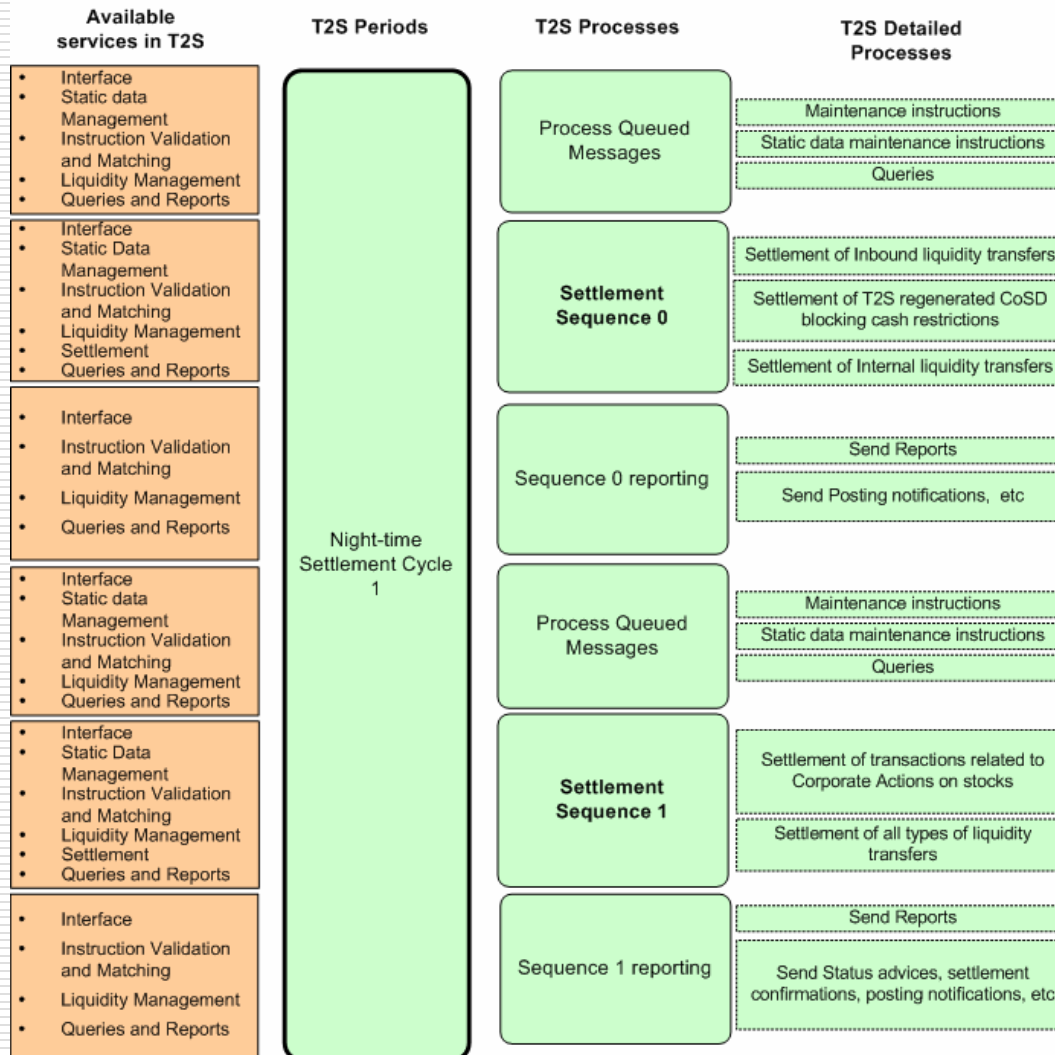 Available
services in T2S
T2S Periods
T2S Processes
T2S Detailed
Processes
• Interface
• Static data
Management
• Instruction Validation
and Matching
• Liquidity Management
• Queries and Reports
Process Queued
Messages
Maintenance instructions
Static data maintenance instructions
Queries
• Interface
• Static Data
Management
• Instruction Validation
and Matching
• Liquidity Management
• Settlement
• Queries and Reports
Settlement
Sequence 0
Settlement of Inbound liquidity transfers
Settlement of T2S regenerated CoSD
blocking cash restrictions
Settlement of Internal liquidity transfers
• Interface
• Instruction Validation
and Matching
• Liquidity Management
• Queries and Reports
Night-time
Settlement Cycle
1
Sequence 0 reporting
Send Reports
Send Posting notifications, etc
• Interface
• Static data
Management
• Instruction Validation
and Matching
• Liquidity Management
• Queries and Reports
Process Queued
Messages
Maintenance instructions
Static data maintenance instructions
Queries
• Interface
• Static Data
Management
• Instruction Validation
and Matching
• Liquidity Management
• Settlement
• Queries and Reports
Settlement
Sequence 1
Settlement of transactions related to
Corporate Actions on stocks
Settlement of all types of liquidity
transfers
• Interface
• Instruction Validation
and Matching
• Liquidity Management
• Queries and Reports
Sequence 1 reporting
Send Reports
Send Status advices, settlement
confirmations, posting notifications, etc